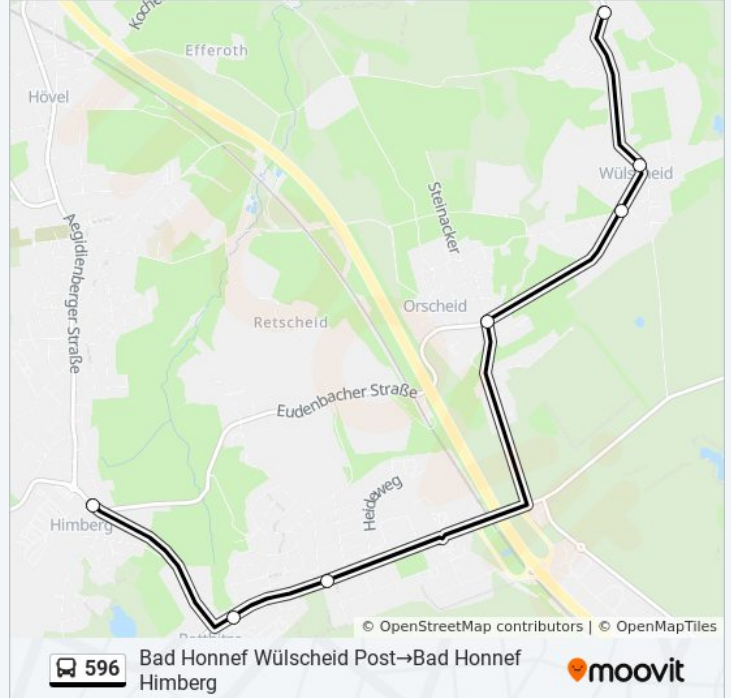 Efferoth
Hövel
Wülscheid
Steinacker
Aegidienberger Straße
Orscheid
Retscheid
Eudenbacher Straße
Heideweg
Himberg
© OpenStreetMap contributors | © OpenMapTiles
596
Bad Honnef Wülscheid Post→Bad Honnef
Himberg
moovit